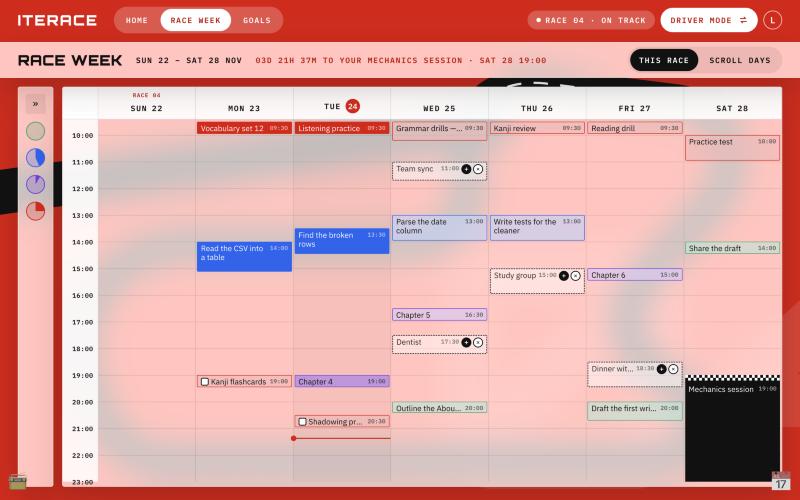 ITERACE
HOME
RACE WEEK
GOALS
RACE 04 · ON TRACK
DRIVER MODE
L
RACE WEEK
SUN 22 – SAT 28 NOV
03D 21H 37M TO YOUR MECHANICS SESSION · SAT 28 19:00
THIS RACE
SCROLL DAYS
»
RACE 04
SUN 22
MON 23
TUE 24
WED 25
THU 26
FRI 27
SAT 28
10:00
11:00
12:00
13:00
14:00
15:00
16:00
17:00
18:00
19:00
20:00
21:00
22:00
23:00
Vocabulary set 12 09:30
Read the CSV into 14:00
a table
Kanji flashcards 19:00
Listening practice 09:30
Find the broken 13:30
rows
Chapter 4 19:00
Shadowing pr... 20:30
Grammar drills —... 09:30
Team sync 11:00
Parse the date 13:00
column
Chapter 5 16:30
Dentist 17:30
Outline the Abou... 20:00
Kanji review 09:30
Write tests for the 13:00
cleaner
Study group 15:00
Reading drill 09:30
Chapter 6 15:00
Dinner wit... 18:30
Draft the first wri... 20:00
Practice test 10:00
Share the draft 14:00
Mechanics session 19:00
17